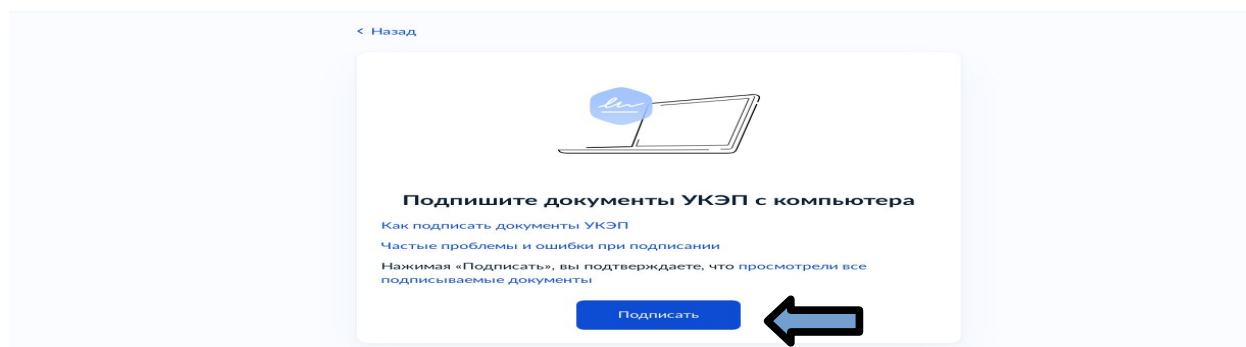 < Назад
Подпишите документы УКЭП с компьютера
Как подписать документы УКЭП
Частые проблемы и ошибки при подписании
Нажимая «Подписать», вы подтверждаете, что просмотрели все
подписываемые документы
Подписать